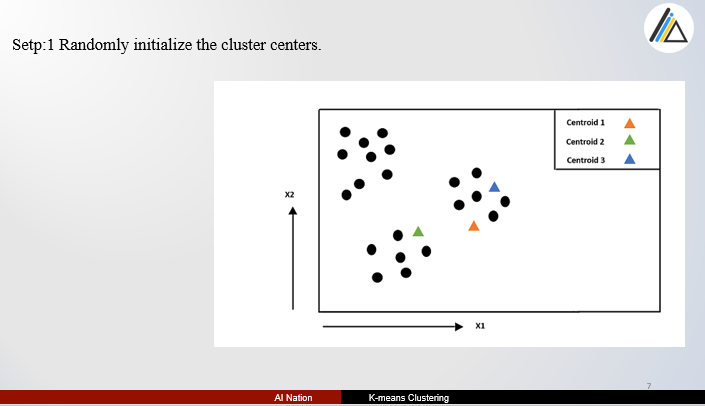 Setp:1 Randomly initialize the cluster centers.
Centroid 1
Centroid 2
Centroid 3
X2
X1
7
AI Nation
K-means Clustering